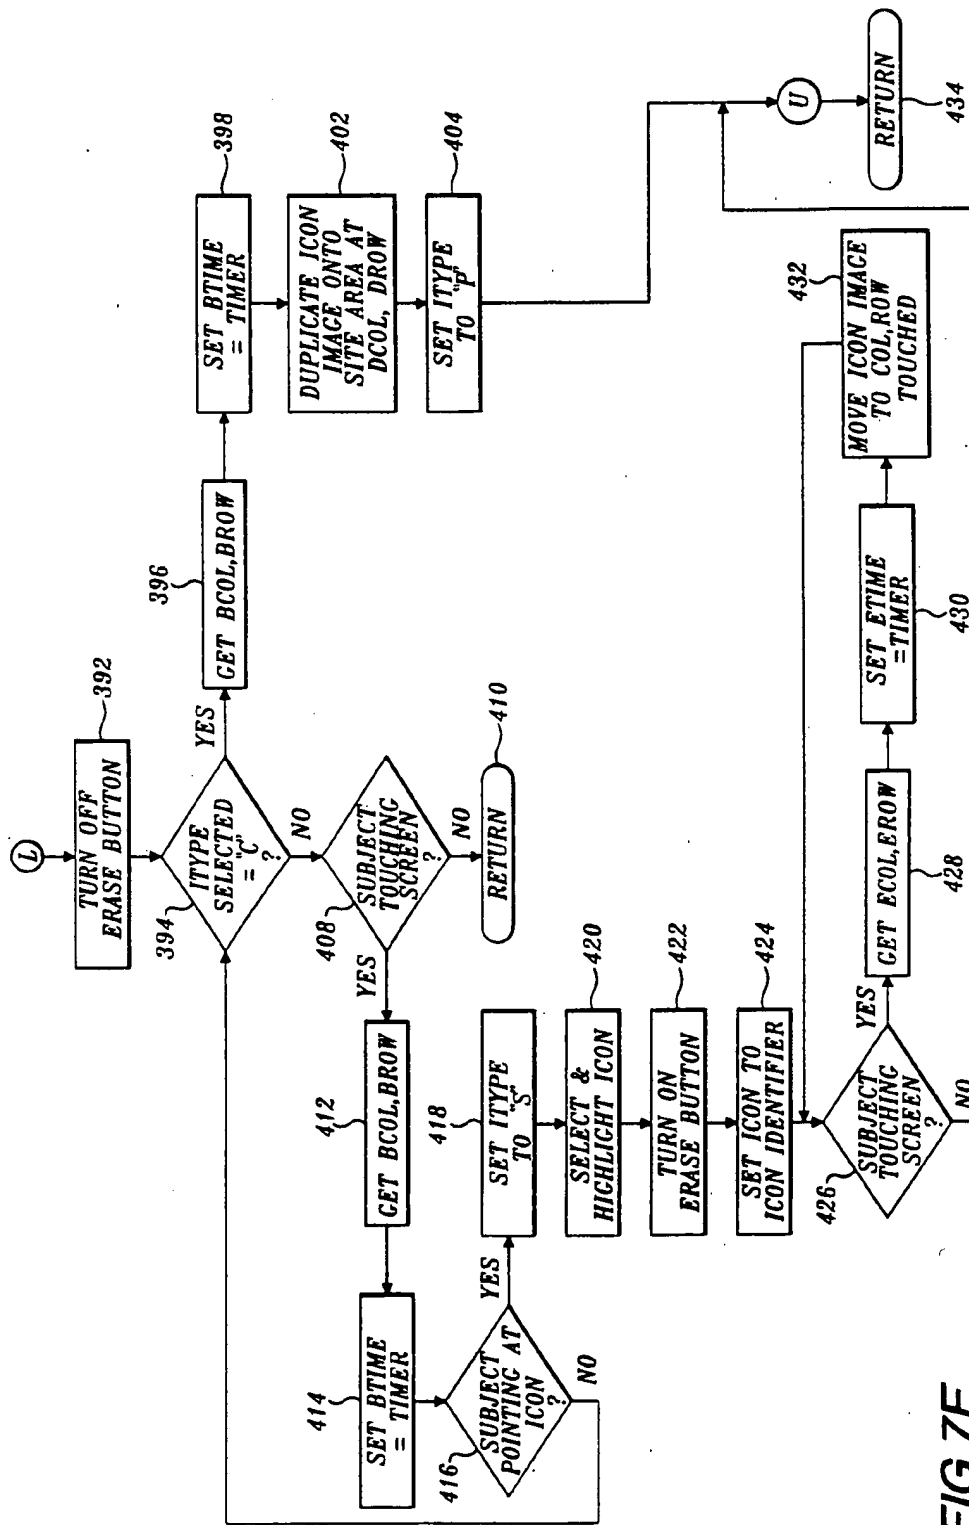 L
TURN OFF
ERASE BUTTON
392
ITYPE
SELECTED
= "C"
?
394
YES
NO
GET BCOL,BROW
396
SET BTIME
= TIMER
398
DUPLICATE ICON
IMAGE ONTO
SITE AREA AT
DCOL, DROW
402
SET ITYPE
TO "P"
404
SUBJECT
TOUCHING
SCREEN
?
408
YES
NO
RETURN
410
GET BCOL,BROW
412
SET BTIME
= TIMER
414
SUBJECT
POINTING AT
ICON
?
416
YES
NO
SET ITYPE
TO "S"
418
SELECT &
HIGHLIGHT ICON
420
TURN ON
ERASE BUTTON
422
SET ICON TO
ICON IDENTIFIER
424
SUBJECT
TOUCHING
SCREEN
?
426
YES
NO
GET ECOL,EROW
428
SET ETIME
=TIMER
430
MOVE ICON IMAGE
TO COL,ROW
TOUCHED
432
U
RETURN
434